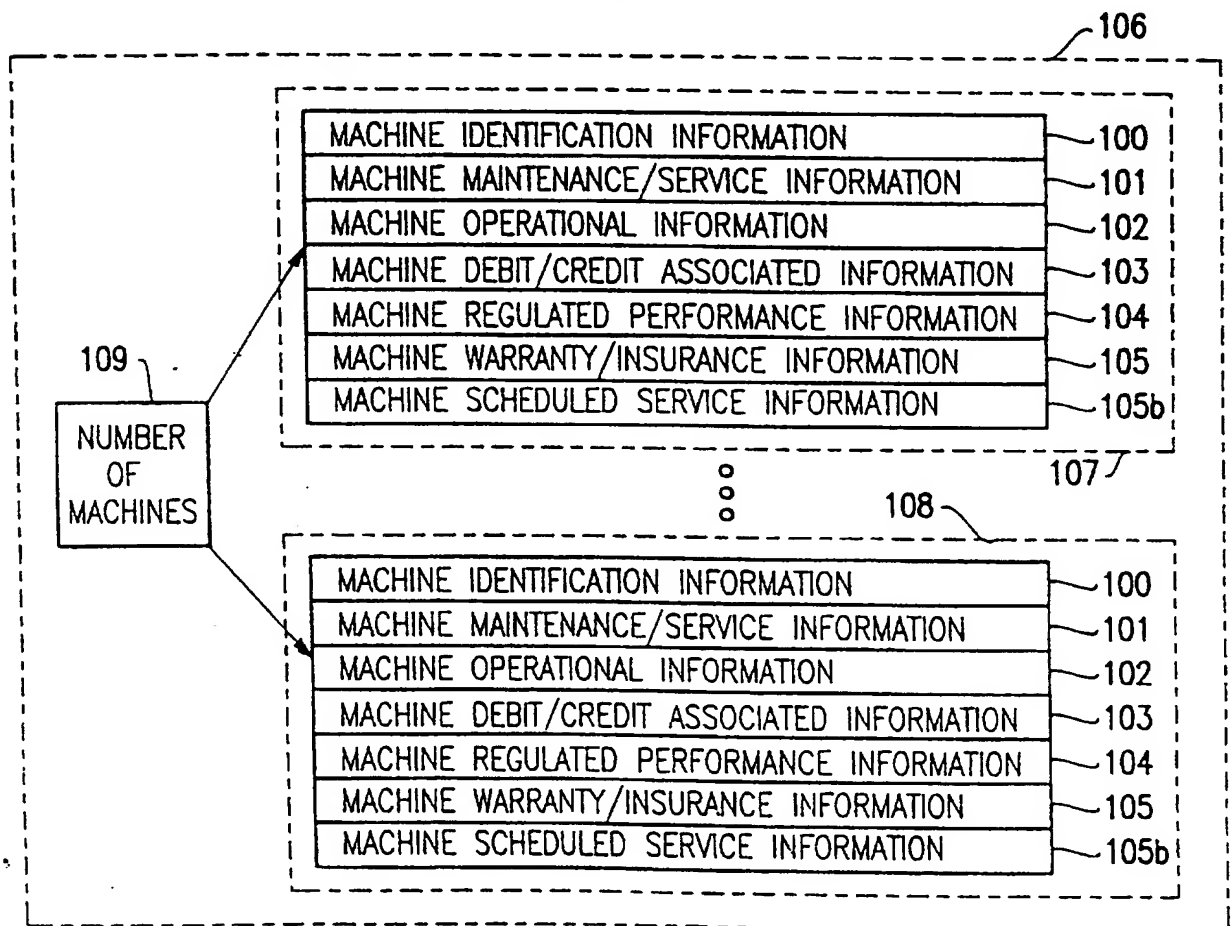 106
MACHINE IDENTIFICATION INFORMATION 100
MACHINE MAINTENANCE/SERVICE INFORMATION 101
MACHINE OPERATIONAL INFORMATION 102
MACHINE DEBIT/CREDIT ASSOCIATED INFORMATION 103
MACHINE REGULATED PERFORMANCE INFORMATION 104
MACHINE WARRANTY/INSURANCE INFORMATION 105
MACHINE SCHEDULED SERVICE INFORMATION 105b
107
109
NUMBER
OF
MACHINES
108
MACHINE IDENTIFICATION INFORMATION 100
MACHINE MAINTENANCE/SERVICE INFORMATION 101
MACHINE OPERATIONAL INFORMATION 102
MACHINE DEBIT/CREDIT ASSOCIATED INFORMATION 103
MACHINE REGULATED PERFORMANCE INFORMATION 104
MACHINE WARRANTY/INSURANCE INFORMATION 105
MACHINE SCHEDULED SERVICE INFORMATION 105b